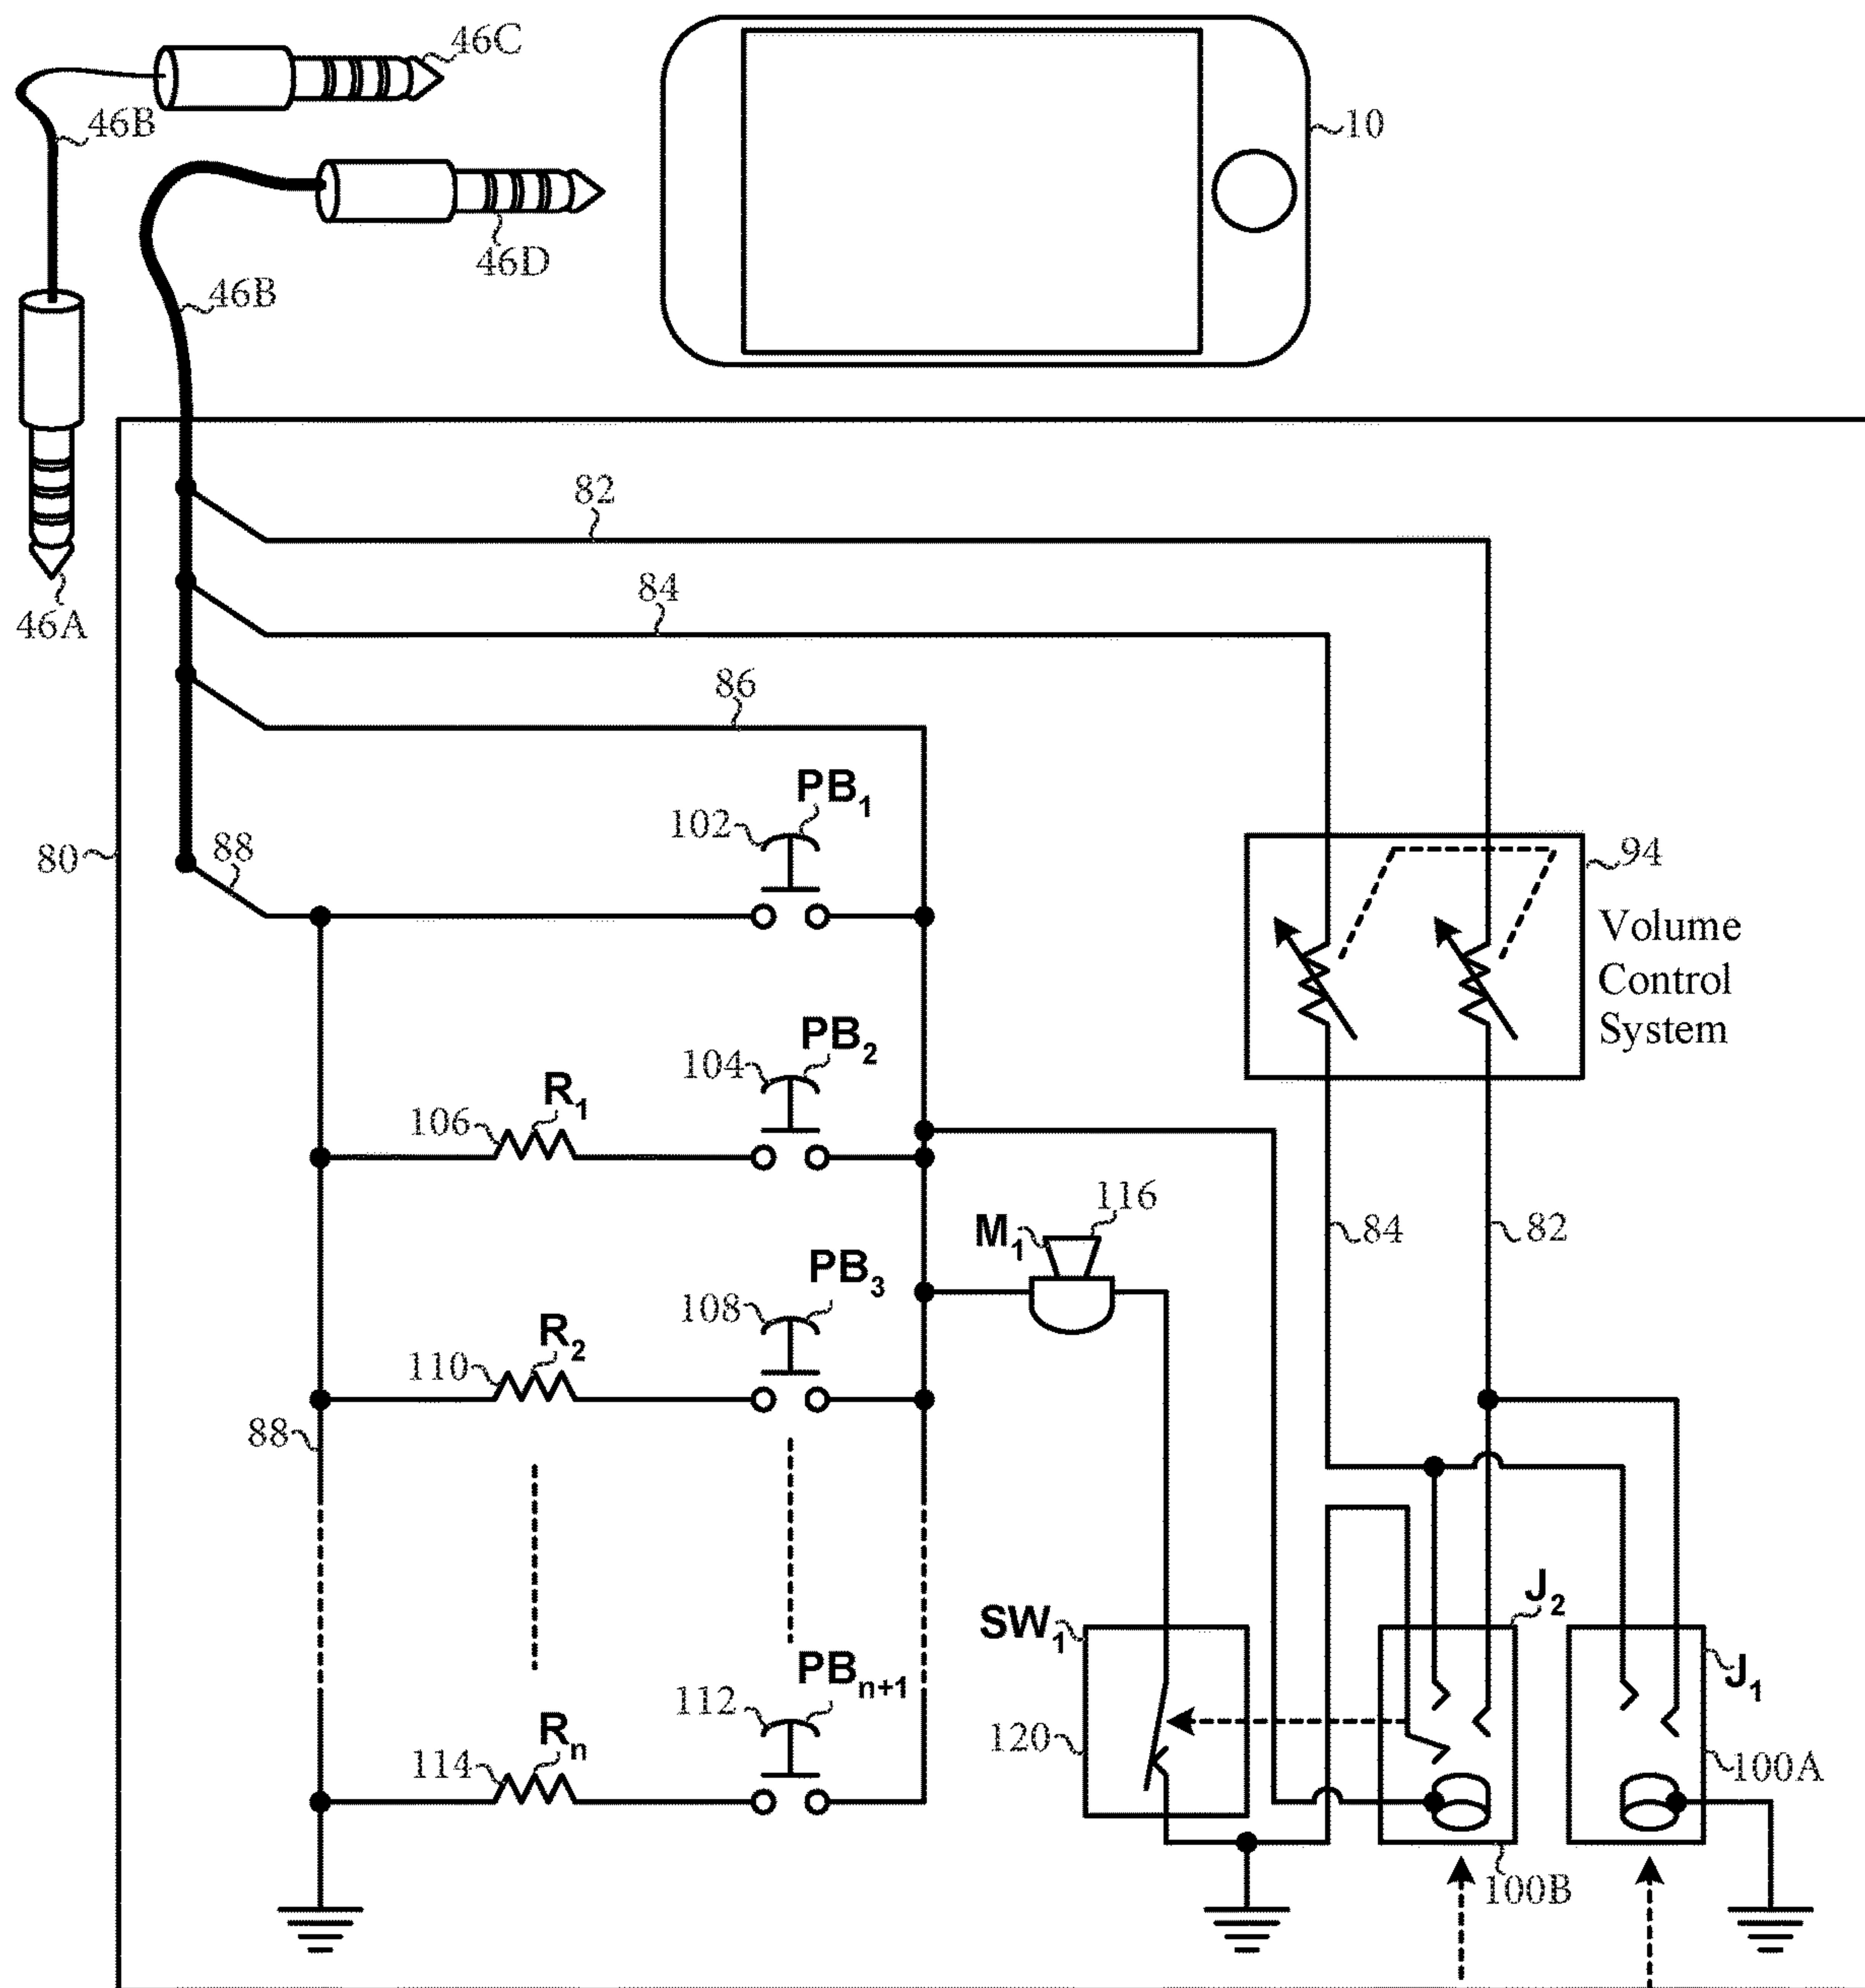 46C
10
46B
46D
46B
82
84
46A
86
PB1
102
88
80
94
Volume
Control
System
PB2
104
R1
106
116
M1
84
82
PB3
108
R2
110
88
J2
SW1
PBn+1
112
J1
Rn
114
120
100A
100B